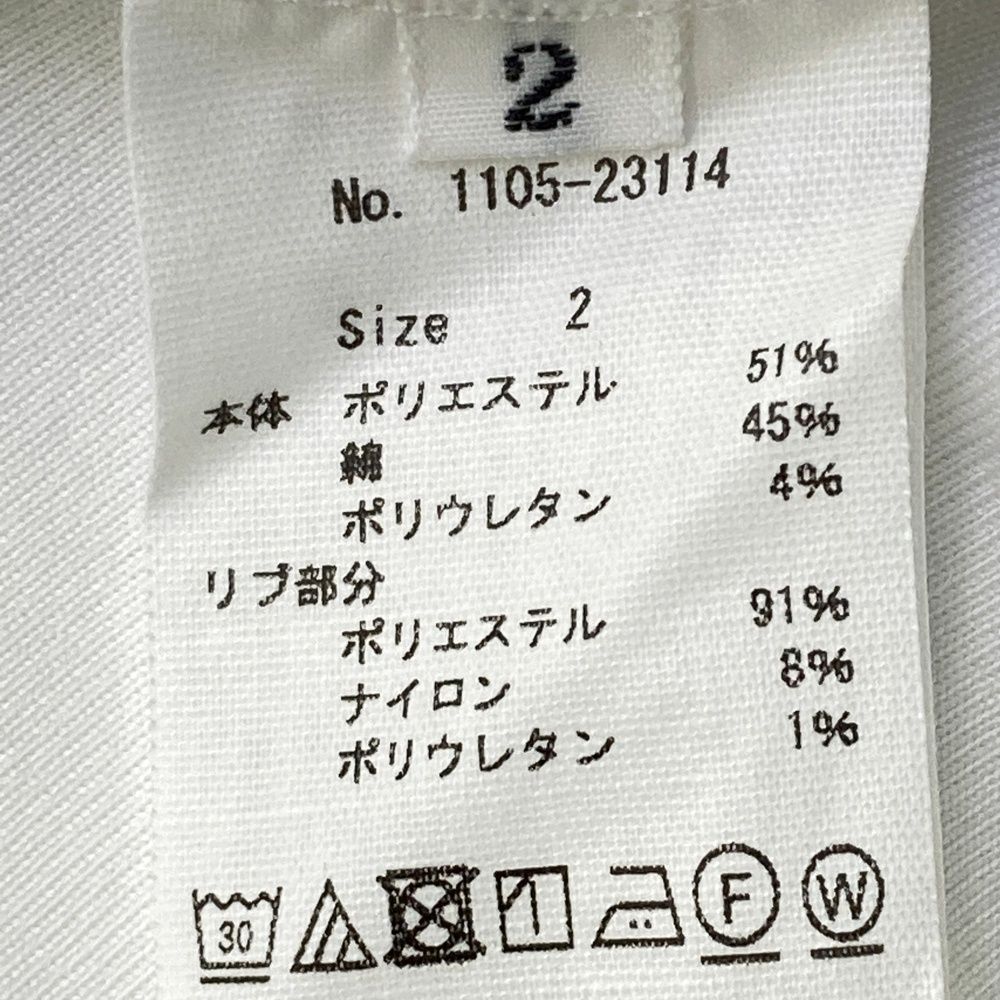 2
No. 1105-23114
Size 2
本体 ポリエステル 51%
綿 45%
ポリウレタン 4%
リブ部分
ポリエステル 91%
ナイロン 8%
ポリウレタン 1%
30 F W